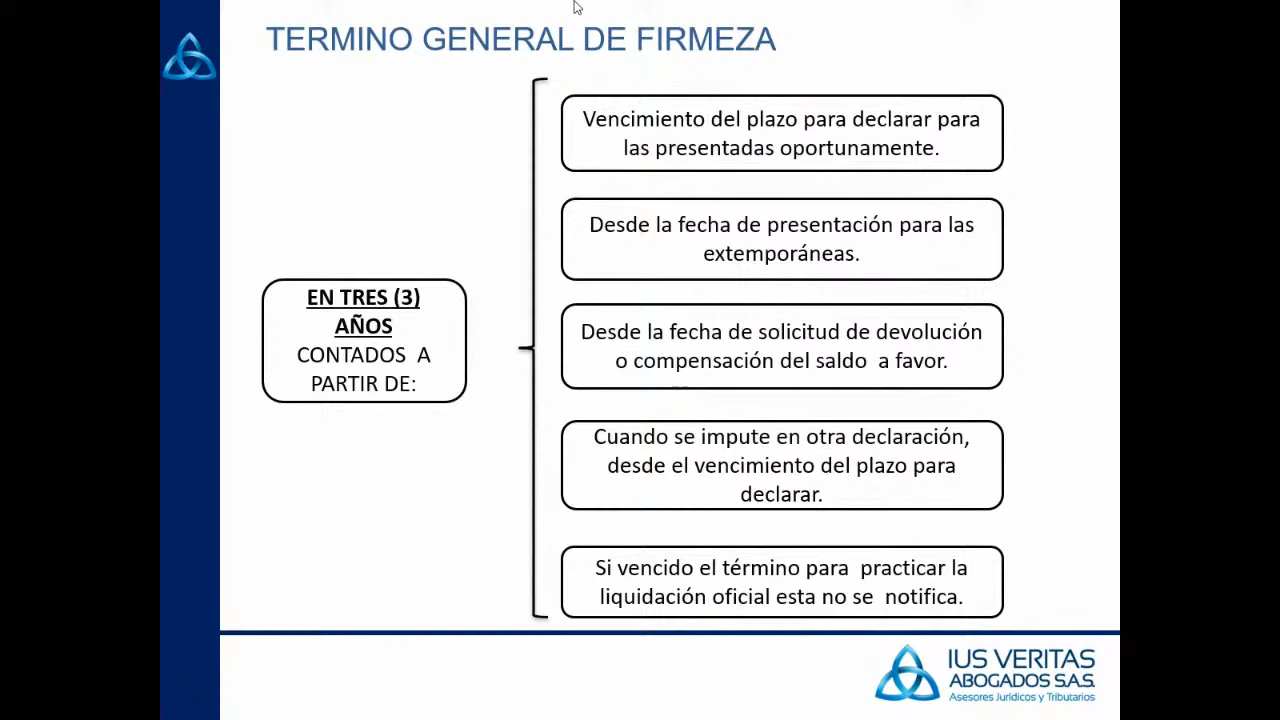 TERMINO GENERAL DE FIRMEZA
EN TRES (3)
AÑOS
CONTADOS A
PARTIR DE:
Vencimiento del plazo para declarar para
las presentadas oportunamente.
Desde la fecha de presentación para las
extemporáneas.
Desde la fecha de solicitud de devolución
o compensación del saldo a favor.
Cuando se impute en otra declaración,
desde el vencimiento del plazo para
declarar.
Si vencido el término para practicar la
liquidación oficial esta no se notifica.
IUS VERITAS
ABOGADOS S.A.S.
Asesores Jurídicos y Tributarios